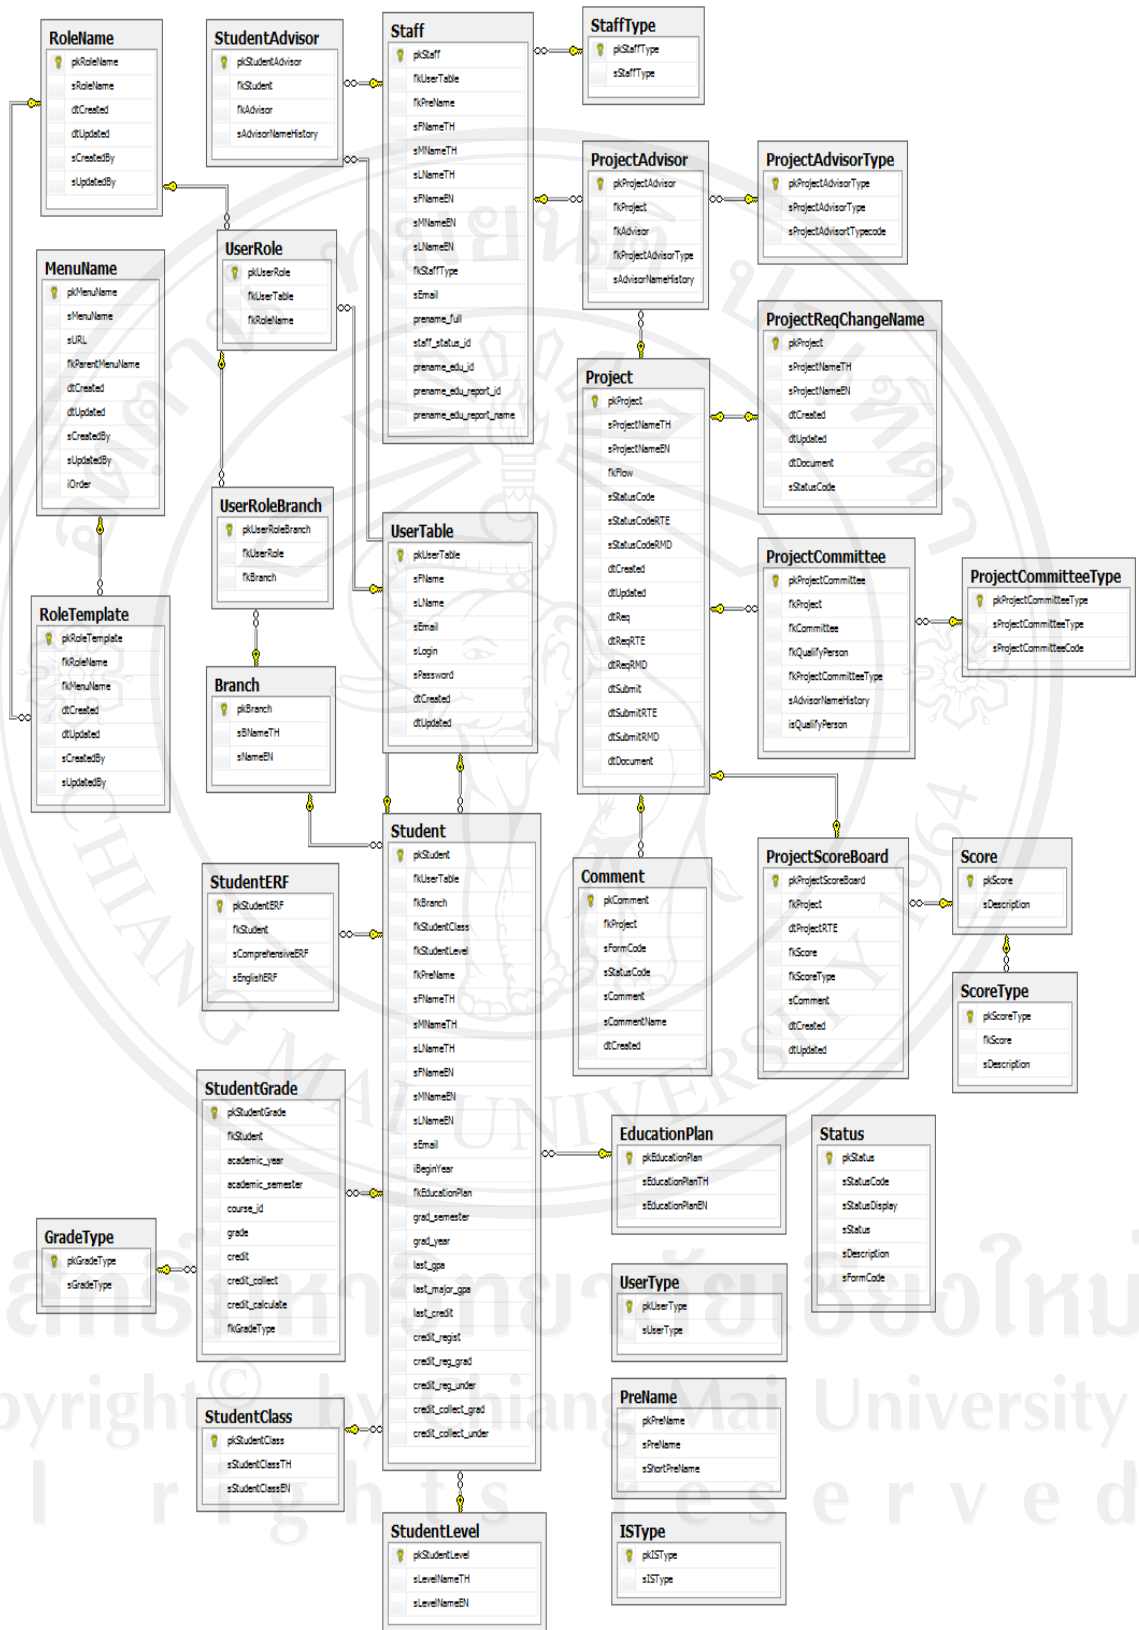 RoleName
pkRoleName
sRoleName
dtCreated
dtUpdated
sCreatedBy
sUpdatedBy
StudentAdvisor
pkStudentAdvisor
fkStudent
fkAdvisor
sAdvisorNameHistory
Staff
pkStaff
fkUserTable
fkPreName
sFNameTH
sMNameTH
sLNameTH
sFNameEN
sMNameEN
sLNameEN
fkStaffType
sEmail
prename_full
staff_status_id
prename_edu_id
prename_edu_report_id
prename_edu_report_name
StaffType
pkStaffType
sStaffType
ProjectAdvisor
pkProjectAdvisor
fkProject
fkAdvisor
fkProjectAdvisorType
sAdvisorNameHistory
ProjectAdvisorType
pkProjectAdvisorType
sProjectAdvisorType
sProjectAdvisortTypecode
UserRole
pkUserRole
fkUserTable
fkRoleName
MenuName
pkMenuName
sMenuName
sURL
fkParentMenuName
dtCreated
dtUpdated
sCreatedBy
sUpdatedBy
iOrder
ProjectReqChangeName
pkProject
sProjectNameTH
sProjectNameEN
dtCreated
dtUpdated
dtDocument
sStatusCode
Project
pkProject
sProjectNameTH
sProjectNameEN
fkFlow
sStatusCode
sStatusCodeRTE
sStatusCodeRMD
dtCreated
dtUpdated
dtReq
dtReqRTE
dtReqRMD
dtSubmit
dtSubmitRTE
dtSubmitRMD
dtDocument
UserRoleBranch
pkUserRoleBranch
fkUserRole
fkBranch
UserTable
pkUserTable
sFName
sLName
sEmail
sLogin
sPassword
dtCreated
dtUpdated
ProjectCommittee
pkProjectCommittee
fkProject
fkCommittee
fkQualifyPerson
fkProjectCommitteeType
sAdvisorNameHistory
isQualifyPerson
ProjectCommitteeType
pkProjectCommitteeType
sProjectCommitteeType
sProjectCommitteeCode
RoleTemplate
pkRoleTemplate
fkRoleName
fkMenuName
dtCreated
dtUpdated
sCreatedBy
sUpdatedBy
Branch
pkBranch
sBNameTH
sNameEN
Student
pkStudent
fkUserTable
fkBranch
fkStudentClass
fkStudentLevel
fkPreName
sFNameTH
sMNameTH
sLNameTH
sFNameEN
sMNameEN
sLNameEN
sEmail
iBeginYear
fkEducationPlan
grad_semester
grad_year
last_gpa
last_major_gpa
last_credit
credit_regist
credit_reg_grad
credit_reg_under
credit_collect_grad
credit_collect_under
Comment
pkComment
fkProject
sFormCode
sStatusCode
sComment
sCommentName
dtCreated
ProjectScoreBoard
pkProjectScoreBoard
fkProject
dtProjectRTE
fkScore
fkScoreType
sComment
dtCreated
dtUpdated
Score
pkScore
sDescription
ScoreType
pkScoreType
fkScore
sDescription
StudentERF
pkStudentERF
fkStudent
sComprehensiveERF
sEnglishERF
StudentGrade
pkStudentGrade
fkStudent
academic_year
academic_semester
course_id
grade
credit
credit_collect
credit_calculate
fkGradeType
EducationPlan
pkEducationPlan
sEducationPlanTH
sEducationPlanEN
Status
pkStatus
sStatusCode
sStatusDisplay
sStatus
sDescription
sFormCode
GradeType
pkGradeType
sGradeType
UserType
pkUserType
sUserType
PreName
pkPreName
sPreName
sShortPreName
StudentClass
pkStudentClass
sStudentClassTH
sStudentClassEN
StudentLevel
pkStudentLevel
sLevelNameTH
sLevelNameEN
ISType
pkISType
sISType
CHIANG MAI UNIVERSITY 1964
by Chiang Mai University
rights reserved